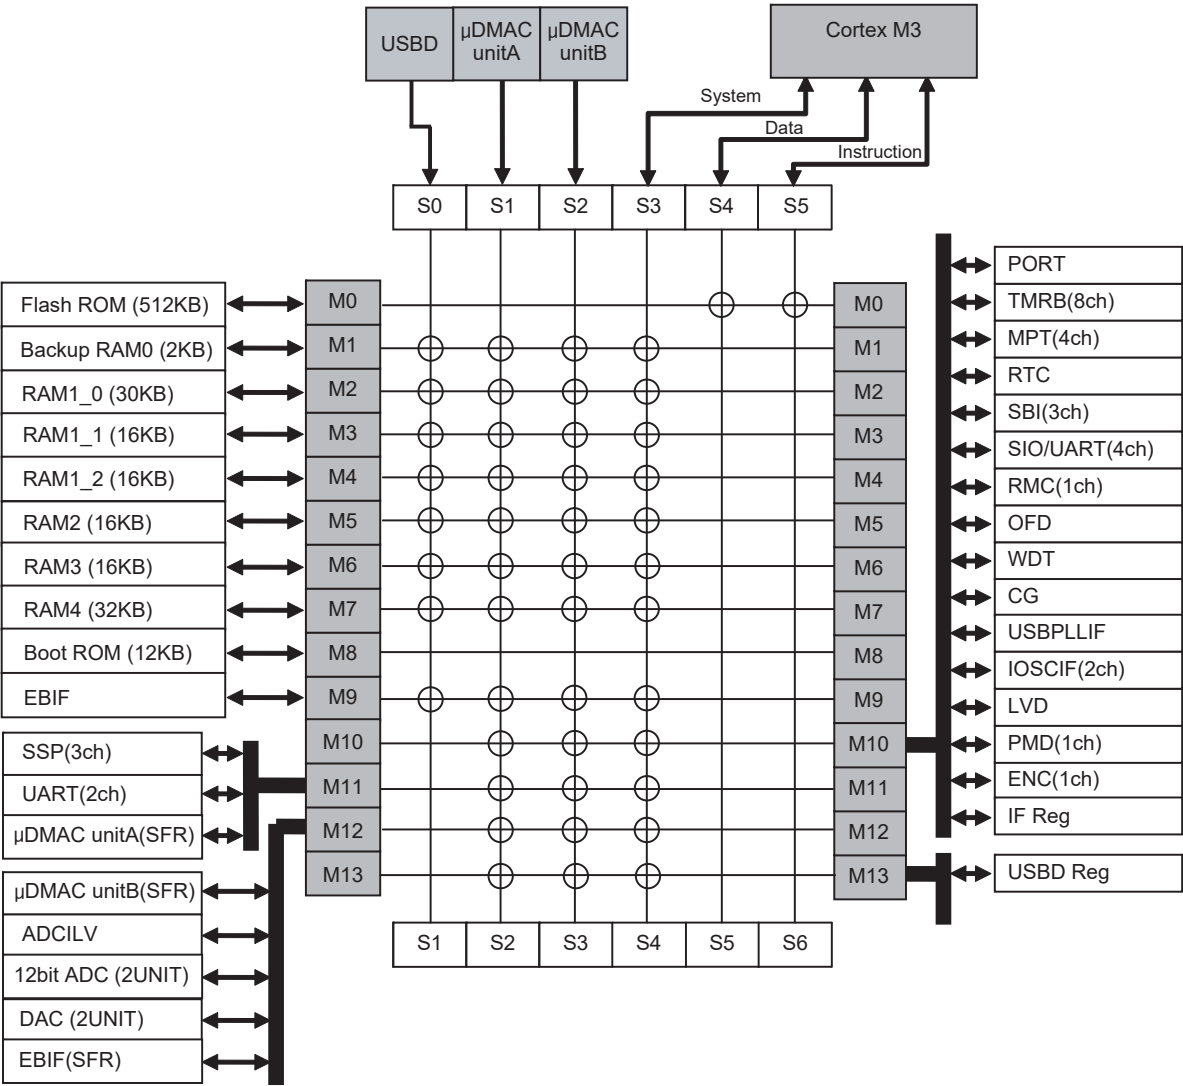 USBD
µDMAC
unitA
µDMAC
unitB
Cortex M3
System
Data
Instruction
S0
S1
S2
S3
S4
S5
Flash ROM (512KB)
Backup RAM0 (2KB)
RAM1_0 (30KB)
RAM1_1 (16KB)
RAM1_2 (16KB)
RAM2 (16KB)
RAM3 (16KB)
RAM4 (32KB)
Boot ROM (12KB)
EBIF
SSP(3ch)
UART(2ch)
µDMAC unitA(SFR)
µDMAC unitB(SFR)
ADCILV
12bit ADC (2UNIT)
DAC (2UNIT)
EBIF(SFR)
M0
M1
M2
M3
M4
M5
M6
M7
M8
M9
M10
M11
M12
M13
M0
M1
M2
M3
M4
M5
M6
M7
M8
M9
M10
M11
M12
M13
PORT
TMRB(8ch)
MPT(4ch)
RTC
SBI(3ch)
SIO/UART(4ch)
RMC(1ch)
OFD
WDT
CG
USBPLLIF
IOSCIF(2ch)
LVD
PMD(1ch)
ENC(1ch)
IF Reg
USBD Reg
S1
S2
S3
S4
S5
S6